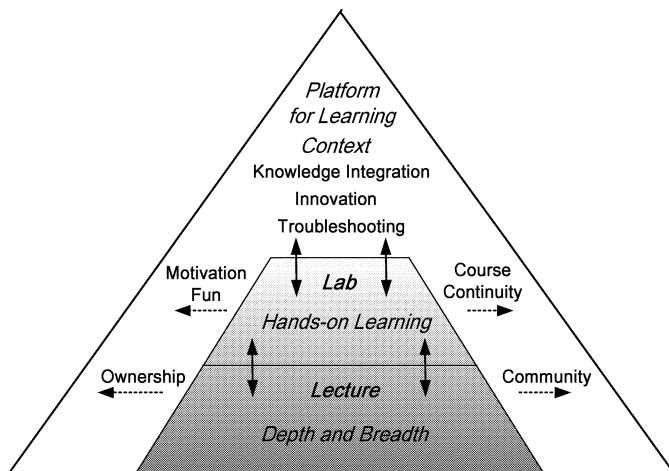 Platform
for Learning
Context
Knowledge Integration
Innovation
Troubleshooting
Motivation
Fun
Lab
Course
Continuity
Hands-on Learning
Ownership
Lecture
Community
Depth and Breadth